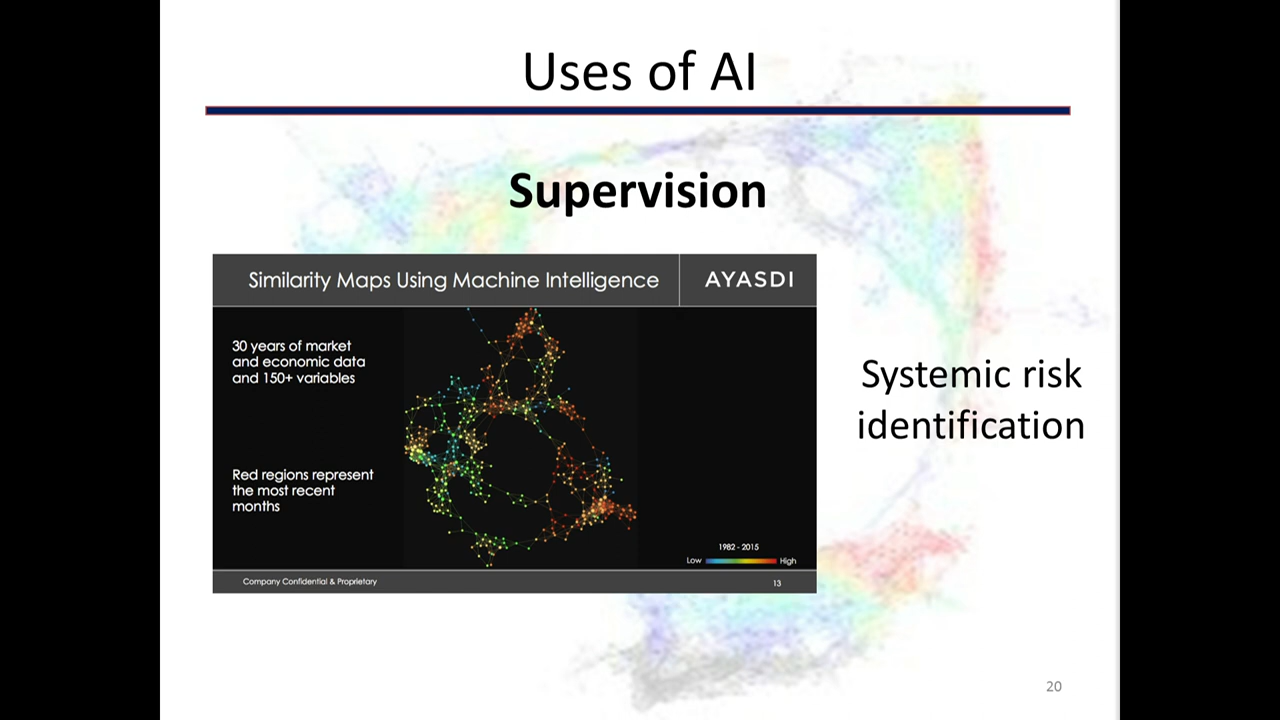 Uses of AI
Supervision
Similarity Maps Using Machine Intelligence
AYASDI
30 years of market
and economic data
and 150+ variables
Red regions represent
the most recent
months
1982 - 2015
Low
High
Company Confidential & Proprietary
13
Systemic risk
identification
20